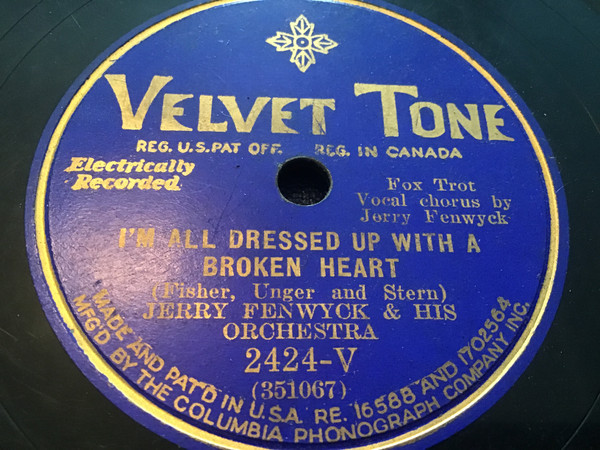 VELVET TONE
REG. U.S. PAT OFF. REG. IN CANADA
Electrically
Recorded
Fox Trot
Vocal chorus by
Jerry Fenwyck
I'M ALL DRESSED UP WITH A
BROKEN HEART
(Fisher, Unger and Stern)
JERRY FENWYCK & HIS
ORCHESTRA
2424-V
(351067)
MADE AND PAT'D IN U.S.A. RE. 16588 AND 1702564
MFG'D BY THE COLUMBIA PHONOGRAPH COMPANY INC.